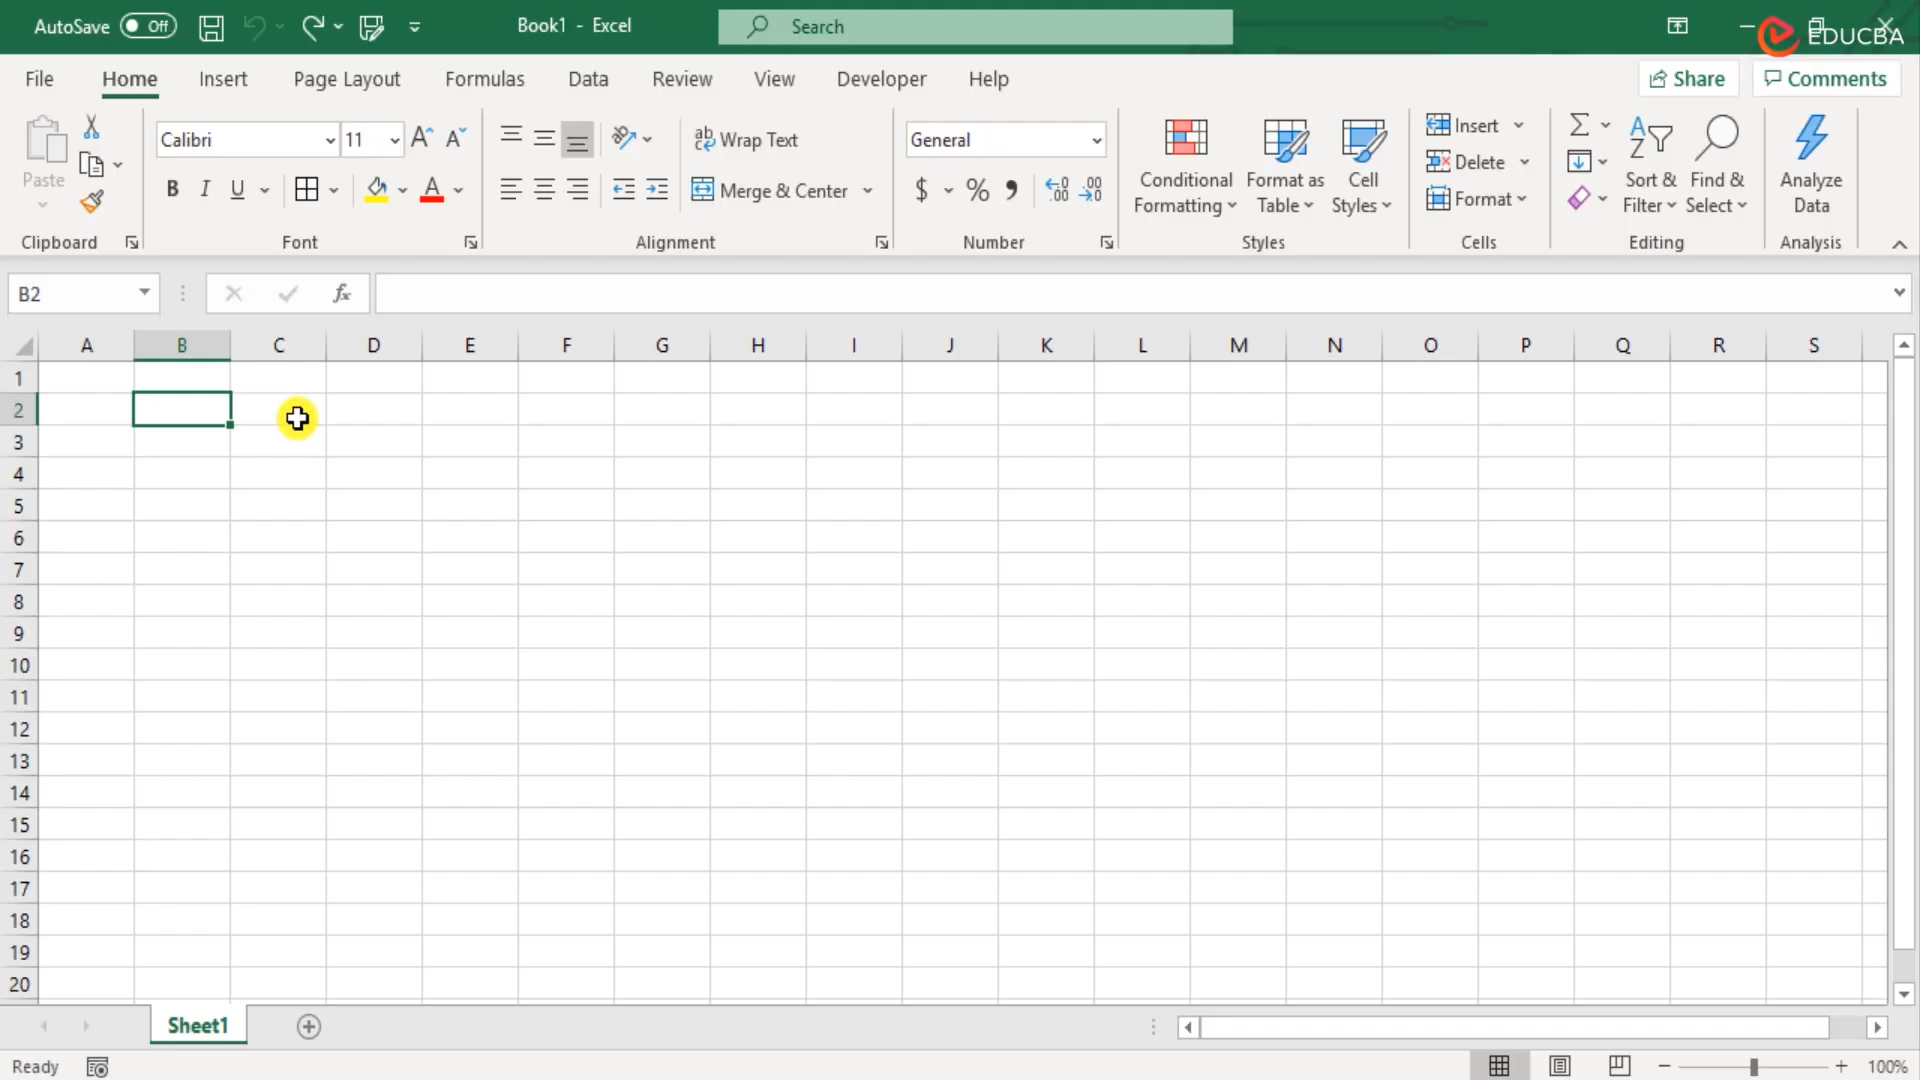 AutoSave Off Book1 - Excel Search EDUCBA
File Home Insert Page Layout Formulas Data Review View Developer Help Share Comments
Paste
Clipboard
Calibri 11
B I U
Font
ab Wrap Text
Merge & Center
Alignment
General
$ % ,
Number
Conditional Formatting
Format as Table
Cell Styles
Styles
Insert
Delete
Format
Cells
Sort & Filter
Find & Select
Editing
Analyze Data
Analysis
B2 fx
A B C D E F G H I J K L M N O P Q R S
1
2
3
4
5
6
7
8
9
10
11
12
13
14
15
16
17
18
19
20
Sheet1
Ready 100%